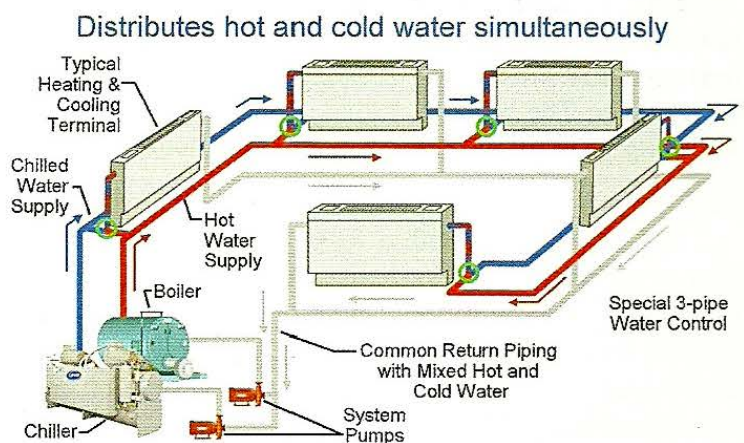 Distributes hot and cold water simultaneously
Typical
Heating &
Cooling
Terminal
Chilled
Water
Supply
Hot
Water
Supply
Boiler
Special 3-pipe
Water Control
Common Return Piping
with Mixed Hot and
Cold Water
Chiller
System
Pumps